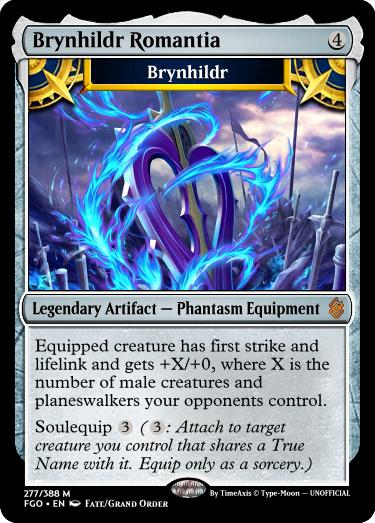 Brynhildr Romantia 4
Brynhildr
Legendary Artifact — Phantasm Equipment
Equipped creature has first strike and
lifelink and gets +X/+0, where X is the
number of male creatures and
planeswalkers your opponents control.
Soulequip 3 ( 3: Attach to target
creature you control that shares a True
Name with it. Equip only as a sorcery.)
277/388 M
FGO • EN Fate/Grand Order
By TimeAxis © Type-Moon — UNOFFICIAL